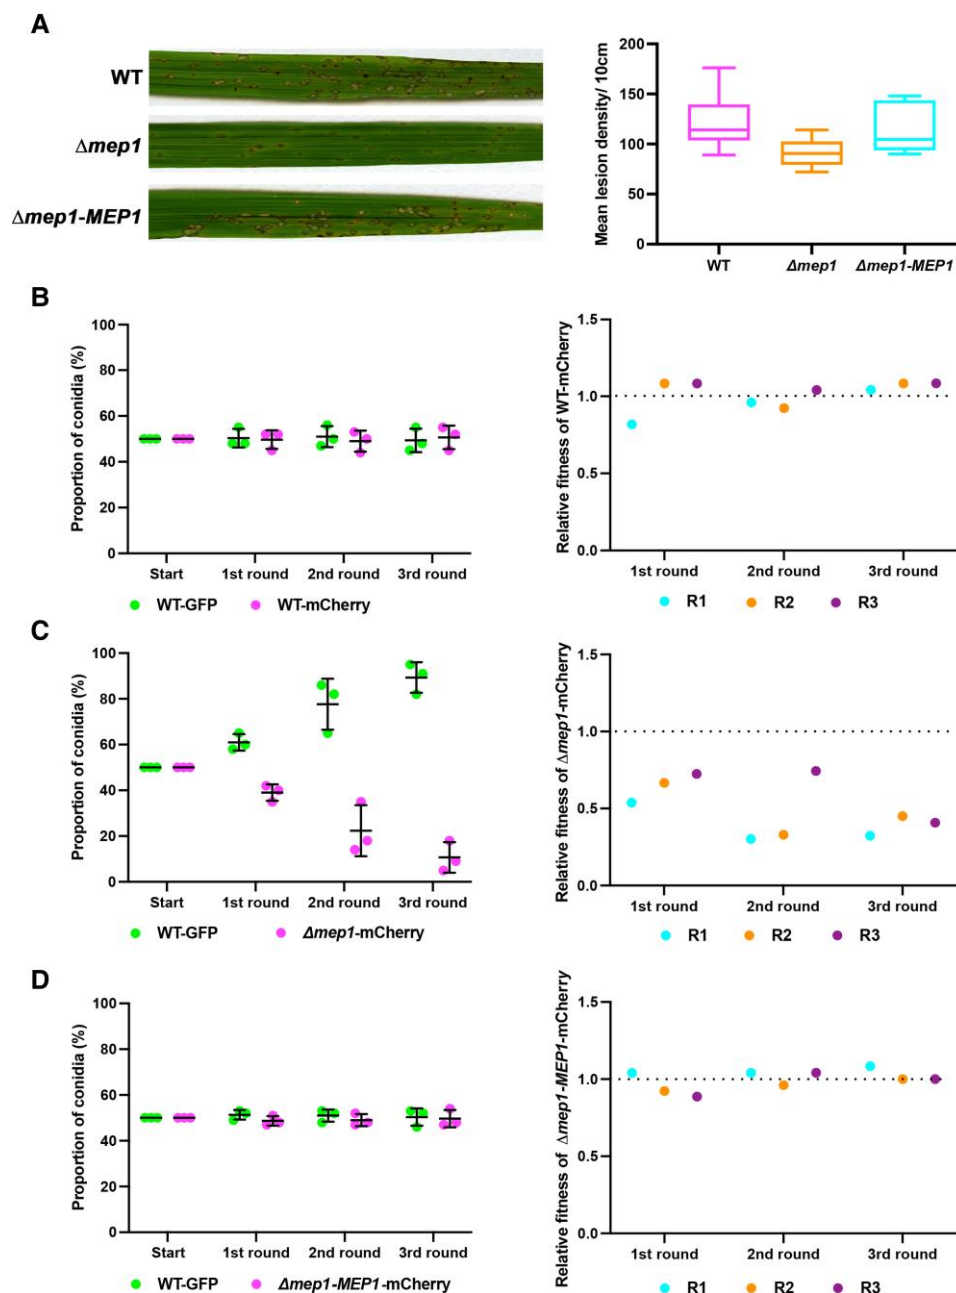 A
WT
Δmep1
Δmep1-MEP1
Mean lesion density/ 10cm
200
150
100
50
0
WT
Δmep1
Δmep1-MEP1
B
Proportion of conidia (%)
100
80
60
40
20
0
Start
1st round
2nd round
3rd round
WT-GFP
WT-mCherry
Relative fitness of WT-mCherry
1.5
1.0
0.5
0.0
1st round
2nd round
3rd round
R1
R2
R3
C
Proportion of conidia (%)
100
80
60
40
20
0
Start
1st round
2nd round
3rd round
WT-GFP
Δmep1-mCherry
Relative fitness of Δmep1-mCherry
1.5
1.0
0.5
0.0
1st round
2nd round
3rd round
R1
R2
R3
D
Proportion of conidia (%)
100
80
60
40
20
0
Start
1st round
2nd round
3rd round
WT-GFP
Δmep1-MEP1-mCherry
Relative fitness of Δmep1-MEP1-mCherry
1.5
1.0
0.5
0.0
1st round
2nd round
3rd round
R1
R2
R3